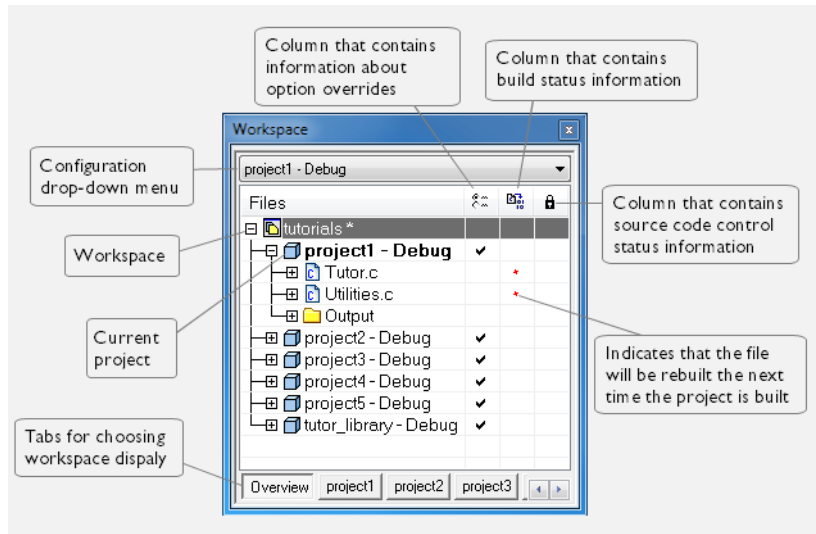 Column that contains
information about
option overrides
Column that contains
build status information
Workspace
Configuration
drop-down menu
project1 - Debug
Files
Column that contains
source code control
status information
Workspace
tutorials *
project1 - Debug
Tutor.c
Utilities.c
Output
Current
project
project2 - Debug
project3 - Debug
project4 - Debug
project5 - Debug
tutor_library - Debug
Indicates that the file
will be rebuilt the next
time the project is built
Tabs for choosing
workspace dispaly
Overview project1 project2 project3